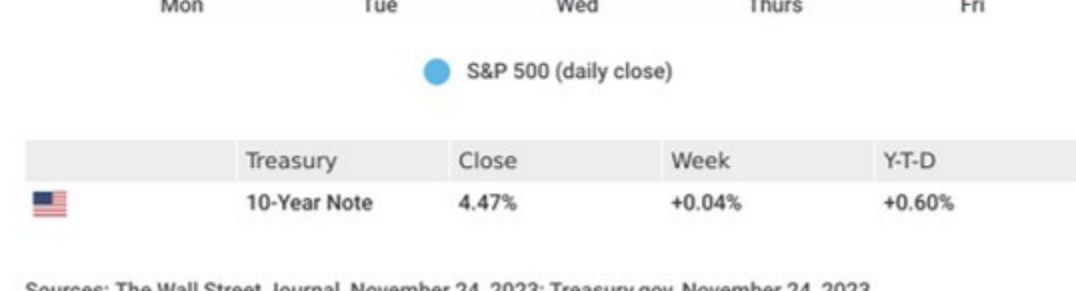 Mon Tue Wed Thurs Fri
S&P 500 (daily close)
Treasury Close Week Y-T-D
10-Year Note 4.47% +0.04% +0.60%
Sources: The Wall Street Journal, November 24, 2023; Treasury.gov, November 24, 2023